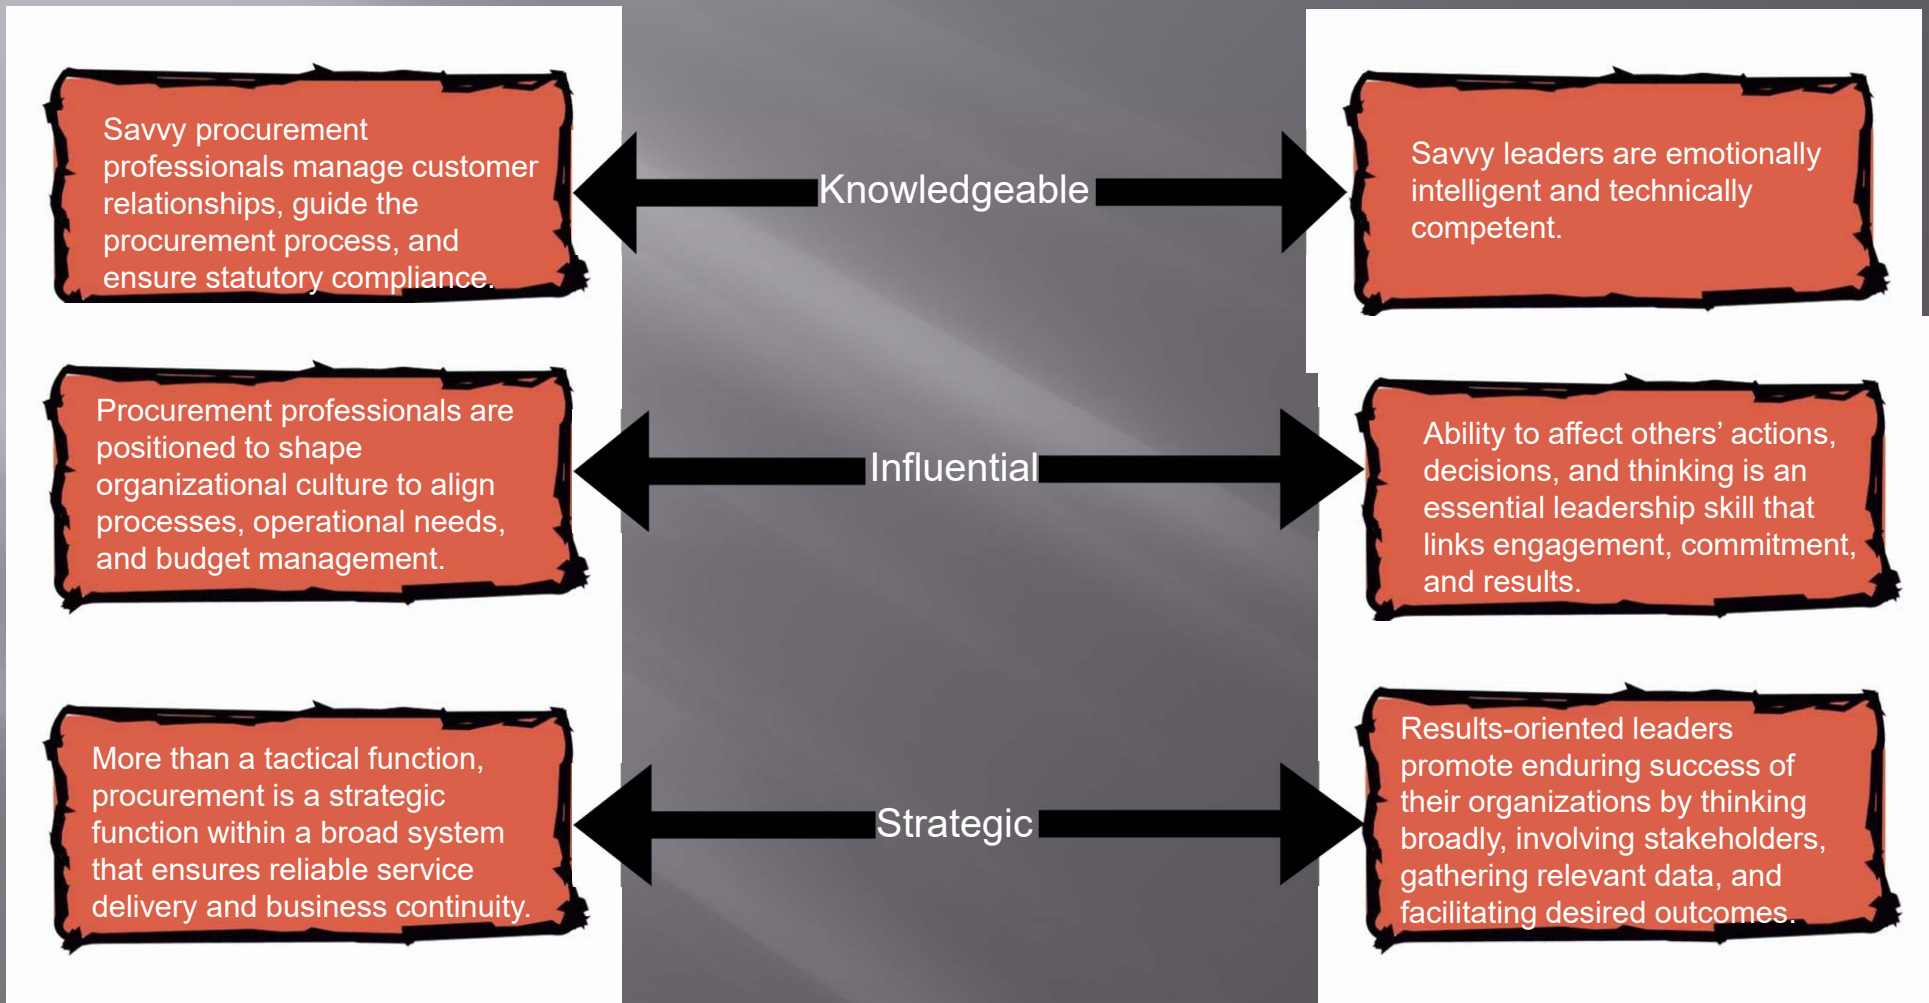 Savvy procurement
professionals manage customer
relationships, guide the
procurement process, and
ensure statutory compliance.
Knowledgeable
Savvy leaders are emotionally
intelligent and technically
competent.
Procurement professionals are
positioned to shape
organizational culture to align
processes, operational needs,
and budget management.
Influential
Ability to affect others’ actions,
decisions, and thinking is an
essential leadership skill that
links engagement, commitment,
and results.
More than a tactical function,
procurement is a strategic
function within a broad system
that ensures reliable service
delivery and business continuity.
Strategic
Results-oriented leaders
promote enduring success of
their organizations by thinking
broadly, involving stakeholders,
gathering relevant data, and
facilitating desired outcomes.